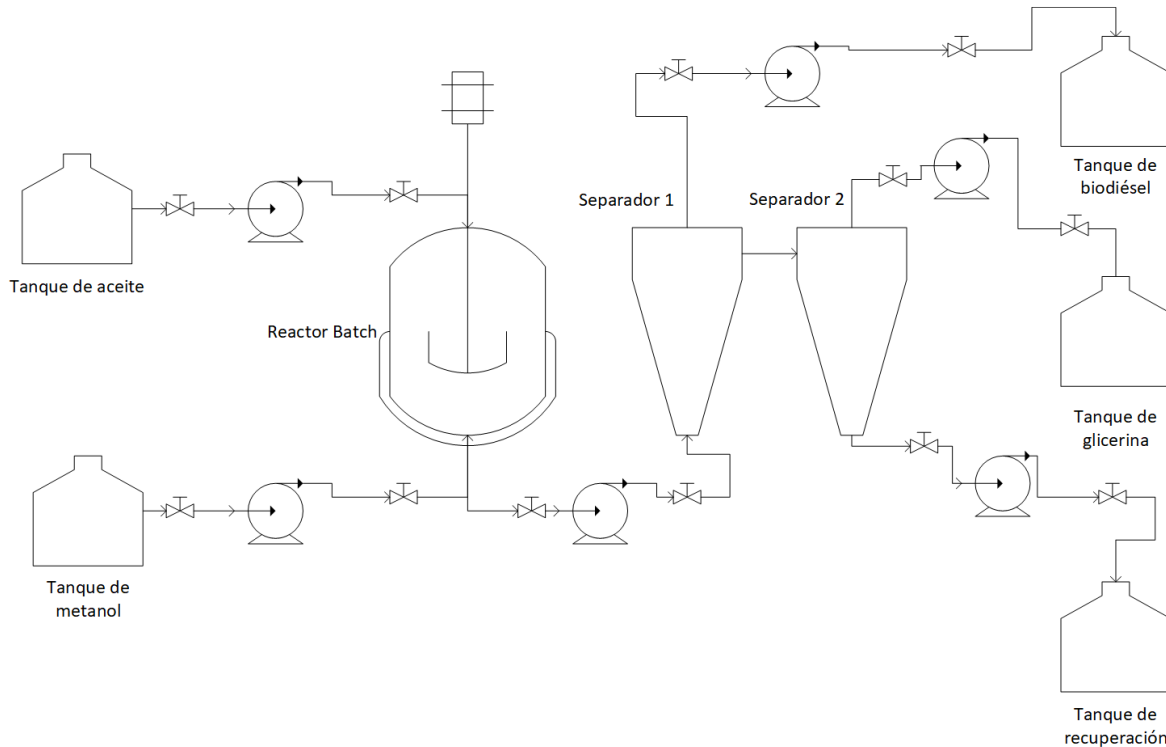 Tanque de
biodiésel
Separador 1
Separador 2
Tanque de aceite
Reactor Batch
Tanque de
glicerina
Tanque de
metanol
Tanque de
recuperación